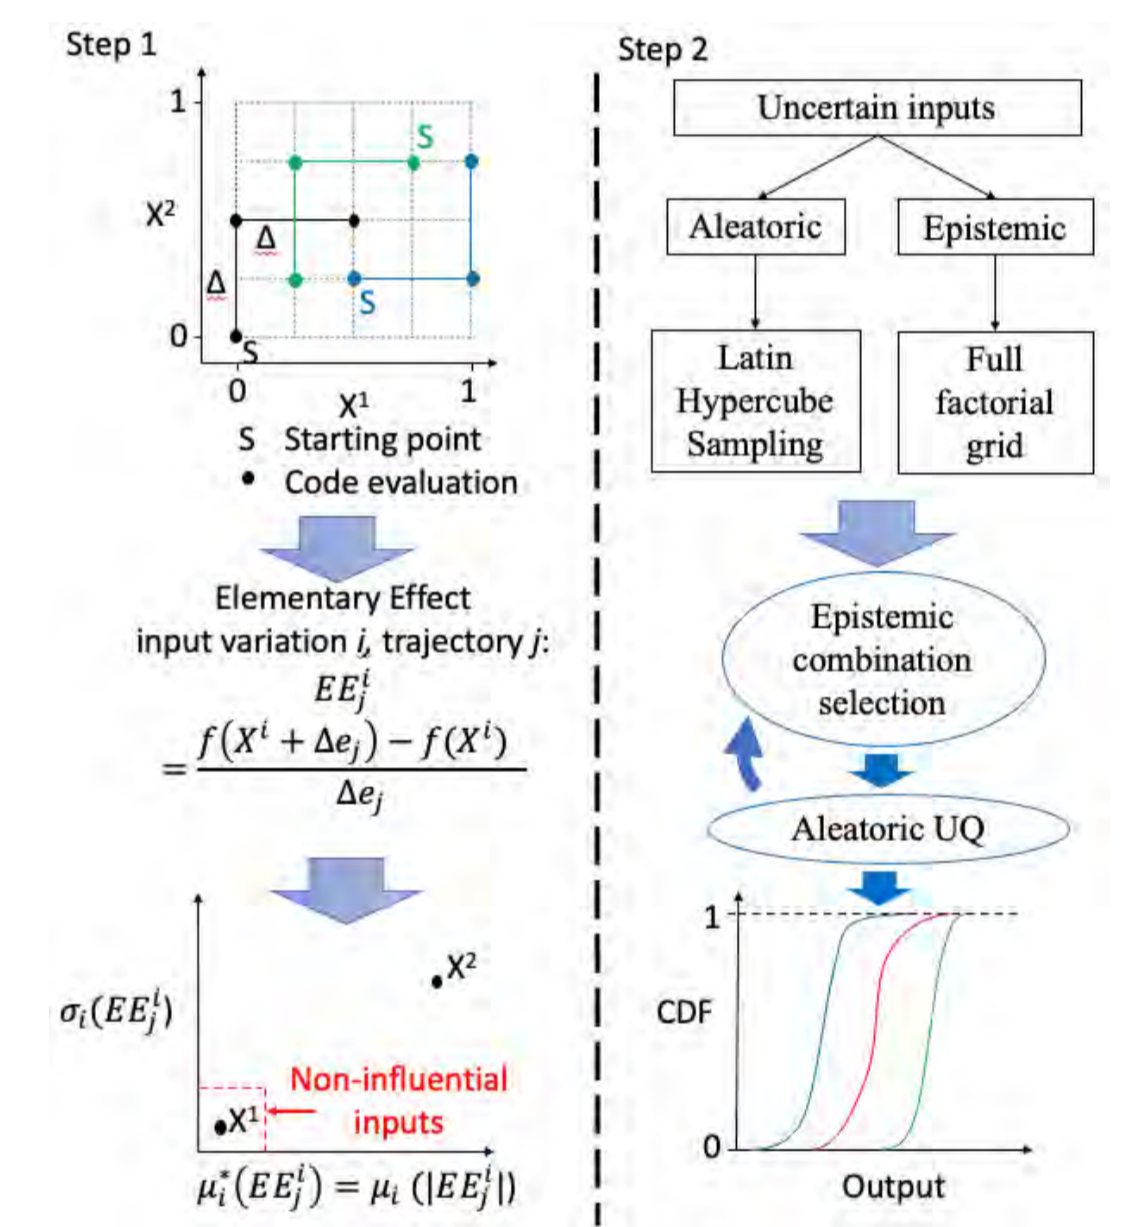 Step 1
1
S
X²
Δ
Δ
S
0
S
0
1
X¹
S Starting point
• Code evaluation
Elementary Effect
input variation i, trajectory j:
EE_j^i
= \frac{f(X^i + Δe_j) − f(X^i)}{Δe_j}
X²
σ_i(EE_j^i)
Non-influential
inputs
X¹
μ_i^*(EE_j^i) = μ_i (|EE_j^i|)
Step 2
Uncertain inputs
Aleatoric
Epistemic
Latin
Hypercube
Sampling
Full
factorial
grid
Epistemic
combination
selection
Aleatoric UQ
1
CDF
0
Output